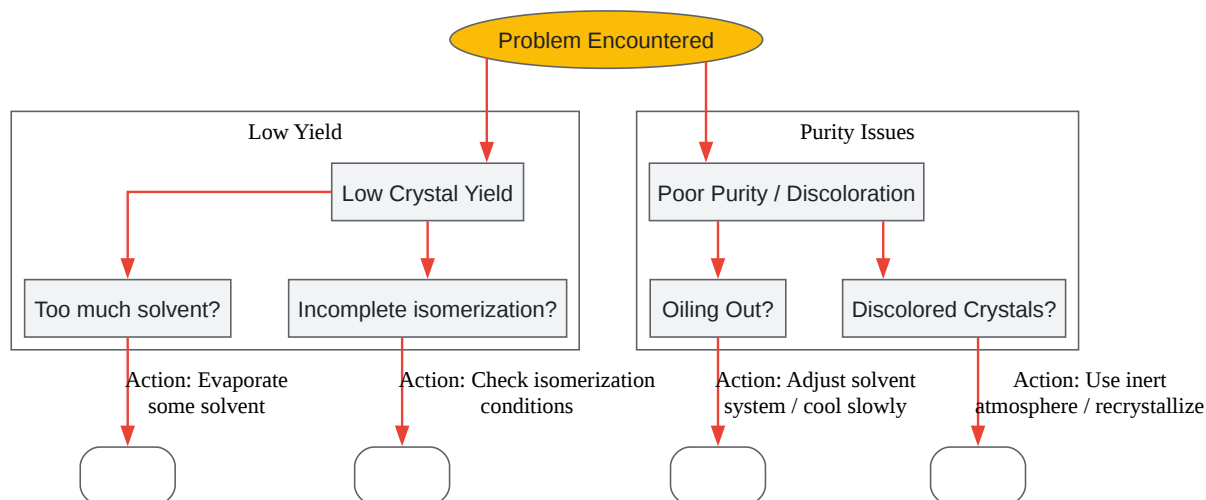 Problem Encountered
Low Yield
Purity Issues
Low Crystal Yield
Poor Purity / Discoloration
Too much solvent?
Incomplete isomerization?
Oiling Out?
Discolored Crystals?
Action: Evaporate
some solvent
Action: Check isomerization
conditions
Action: Adjust solvent
system / cool slowly
Action: Use inert
atmosphere / recrystallize